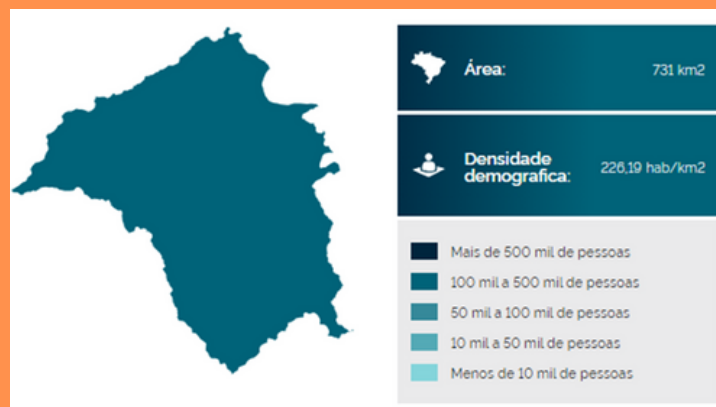 Área: 731 km2
Densidade
demografica: 226,19 hab/km2
Mais de 500 mil de pessoas
100 mil a 500 mil de pessoas
50 mil a 100 mil de pessoas
10 mil a 50 mil de pessoas
Menos de 10 mil de pessoas